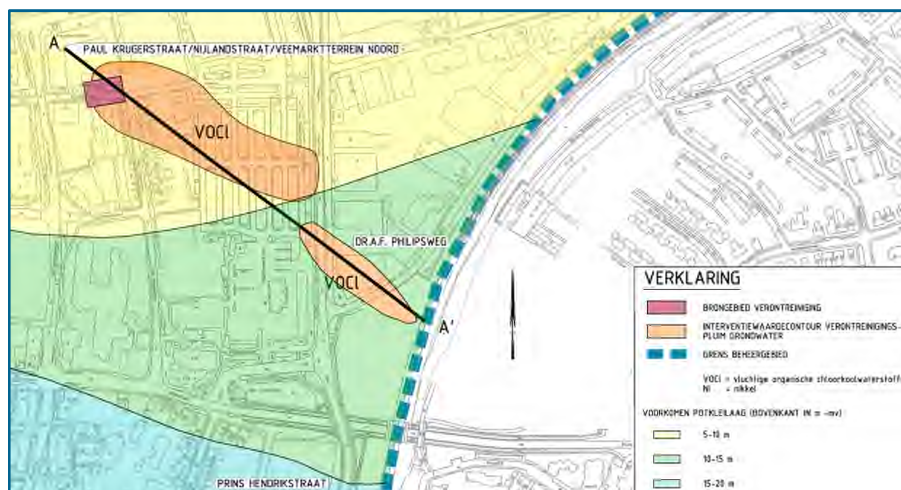 A
PAUL KRUGERSTRAAT/NIJLANDSTRAAT/VEEMARKTTERREIN NOORD
VOCl
DR.A.F. PHILIPSWEG
VOCl
A'
PRINS HENDRIKSTRAAT
VERKLARING
BRONGEBIED VERONTREINIGING
INTERVENTIEWAARDECONTOUR VERONTREINIGINGS-
PLUIM GRONDWATER
GRENS BEHEERGEBIED
VOCl = vluchtige organische chloorkoolwaterstoffe
Ni = nikkel
VOORKOMEN POTKLEILAAG (BOVENKANT IN m -mv)
5-10 m
10-15 m
15-20 m